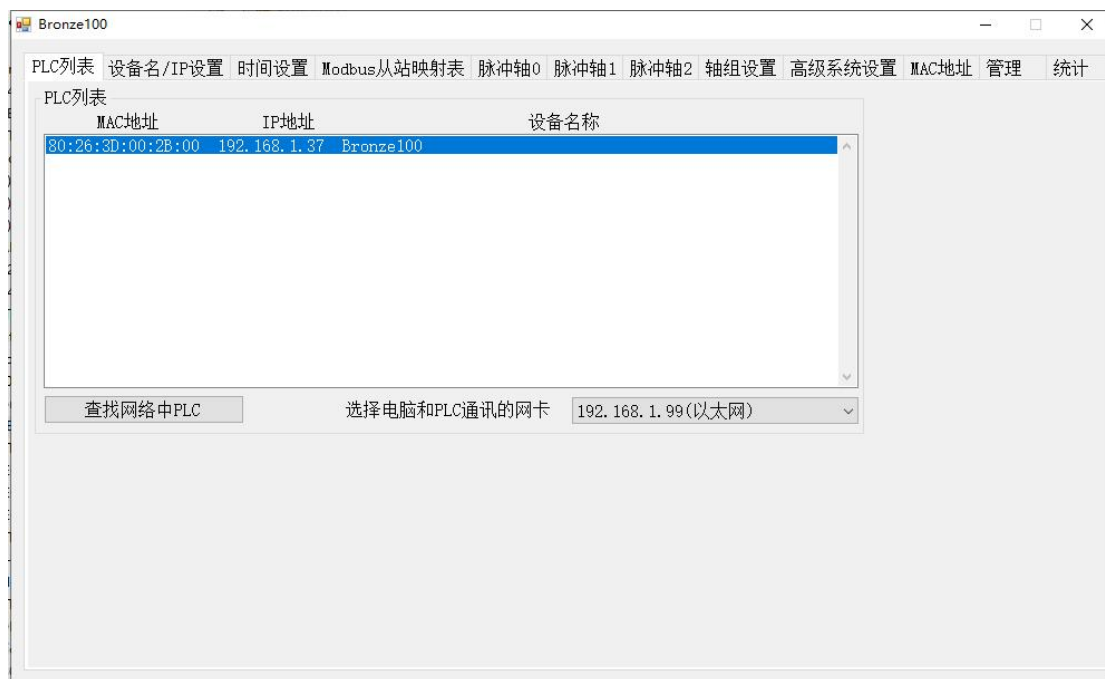 Bronze100
PLC列表 设备名/IP设置 时间设置 Modbus从站映射表 脉冲轴0 脉冲轴1 脉冲轴2 轴组设置 高级系统设置 MAC地址 管理 统计
PLC列表
MAC地址 IP地址 设备名称
80:26:3D:00:2B:00 192.168.1.37 Bronze100
查找网络中PLC 选择电脑和PLC通讯的网卡 192.168.1.99(以太网)